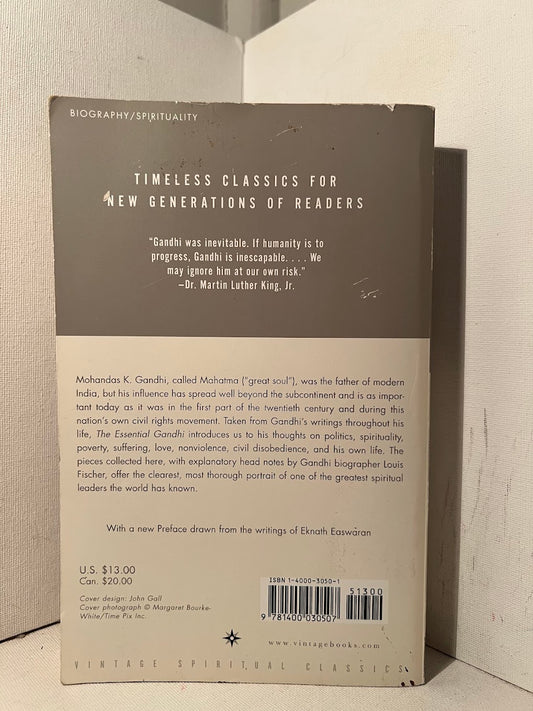 BIOGRAPHY/SPIRITUALITY
TIMELESS CLASSICS FOR
NEW GENERATIONS OF READERS
"Gandhi was inevitable. If humanity is to
progress, Gandhi is inescapable. . . . We
may ignore him at our own risk."
–Dr. Martin Luther King, Jr.
Mohandas K. Gandhi, called Mahatma ("great soul"), was the father of modern
India, but his influence has spread well beyond the subcontinent and is as impor-
tant today as it was in the first part of the twentieth century and during this
nation's own civil rights movement. Taken from Gandhi's writings throughout his
life, The Essential Gandhi introduces us to his thoughts on politics, spirituality,
poverty, suffering, love, nonviolence, civil disobedience, and his own life. The
pieces collected here, with explanatory head notes by Gandhi biographer Louis
Fischer, offer the clearest, most thorough portrait of one of the greatest spiritual
leaders the world has known.
With a new Preface drawn from the writings of Eknath Easwaran
U.S. $13.00
Can. $20.00
Cover design: John Gall
Cover photograph © Margaret Bourke-
White/Time Pix Inc.
ISBN 1-4000-3050-1
51300
9 781400 030507
www.vintagebooks.com
VINTAGE SPIRITUAL CLASSICS